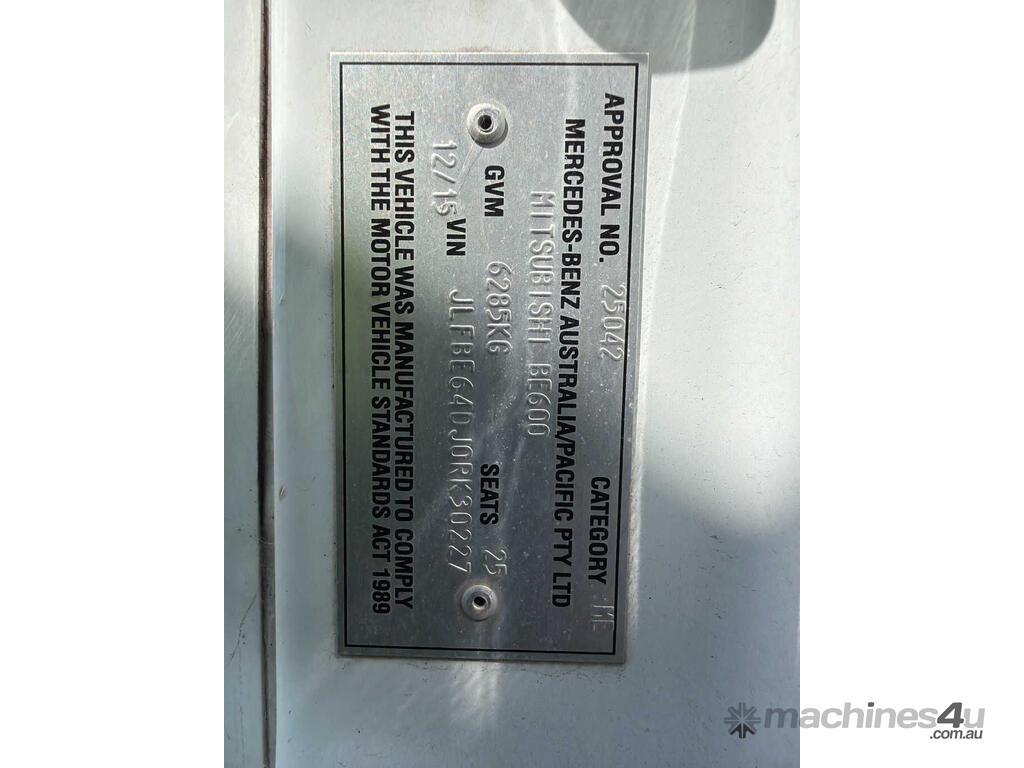 APPROVAL NO. 25042 CATEGORY ME
MERCEDES-BENZ AUSTRALIA/PACIFIC PTY LTD
MITSUBISHI BE600
GVM 6285KG SEATS 25
12/15 VIN JLFBE64DJ0RK30227
THIS VEHICLE WAS MANUFACTURED TO COMPLY
WITH THE MOTOR VEHICLE STANDARDS ACT 1989
machines4u
.com.au